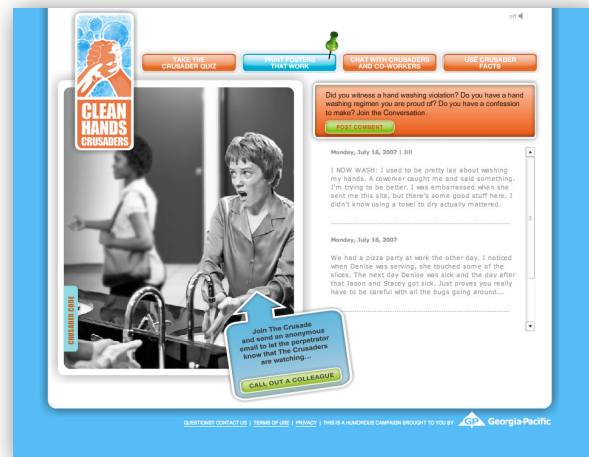 off
CLEAN
HANDS
CRUSADERS
TAKE THE
CRUSADER QUIZ
PRINT POSTERS
THAT WORK
CHAT WITH CRUSADERS
AND CO-WORKERS
USE CRUSADER
FACTS
Did you witness a hand washing violation? Do you have a hand
washing regimen you are proud of? Do you have a confession
to make? Join the Conversation.
POST COMMENT
Monday, July 16, 2007 | Jill
I NOW WASH: I used to be pretty lax about washing
my hands. A coworker caught me and said something.
I'm trying to be better. I was embarrassed when she
sent me this site, but there's some good stuff here. I
didn't know using a towel to dry actually mattered.
Monday, July 16, 2007
We had a pizza party at work the other day. I noticed
when Denise was serving, she touched some of the
slices. The next day Denise was sick and the day after
that Jason and Stacey got sick. Just proves you really
have to be careful with all the bugs going around...
CRUSADER CODE
Join The Crusade
and send an anonymous
email to let the perpetrator
know that The Crusaders
are watching...
CALL OUT A COLLEAGUE
QUESTIONS? CONTACT US | TERMS OF USE | PRIVACY | THIS IS A HUMOROUS CAMPAIGN BROUGHT TO YOU BY
GP Georgia-Pacific